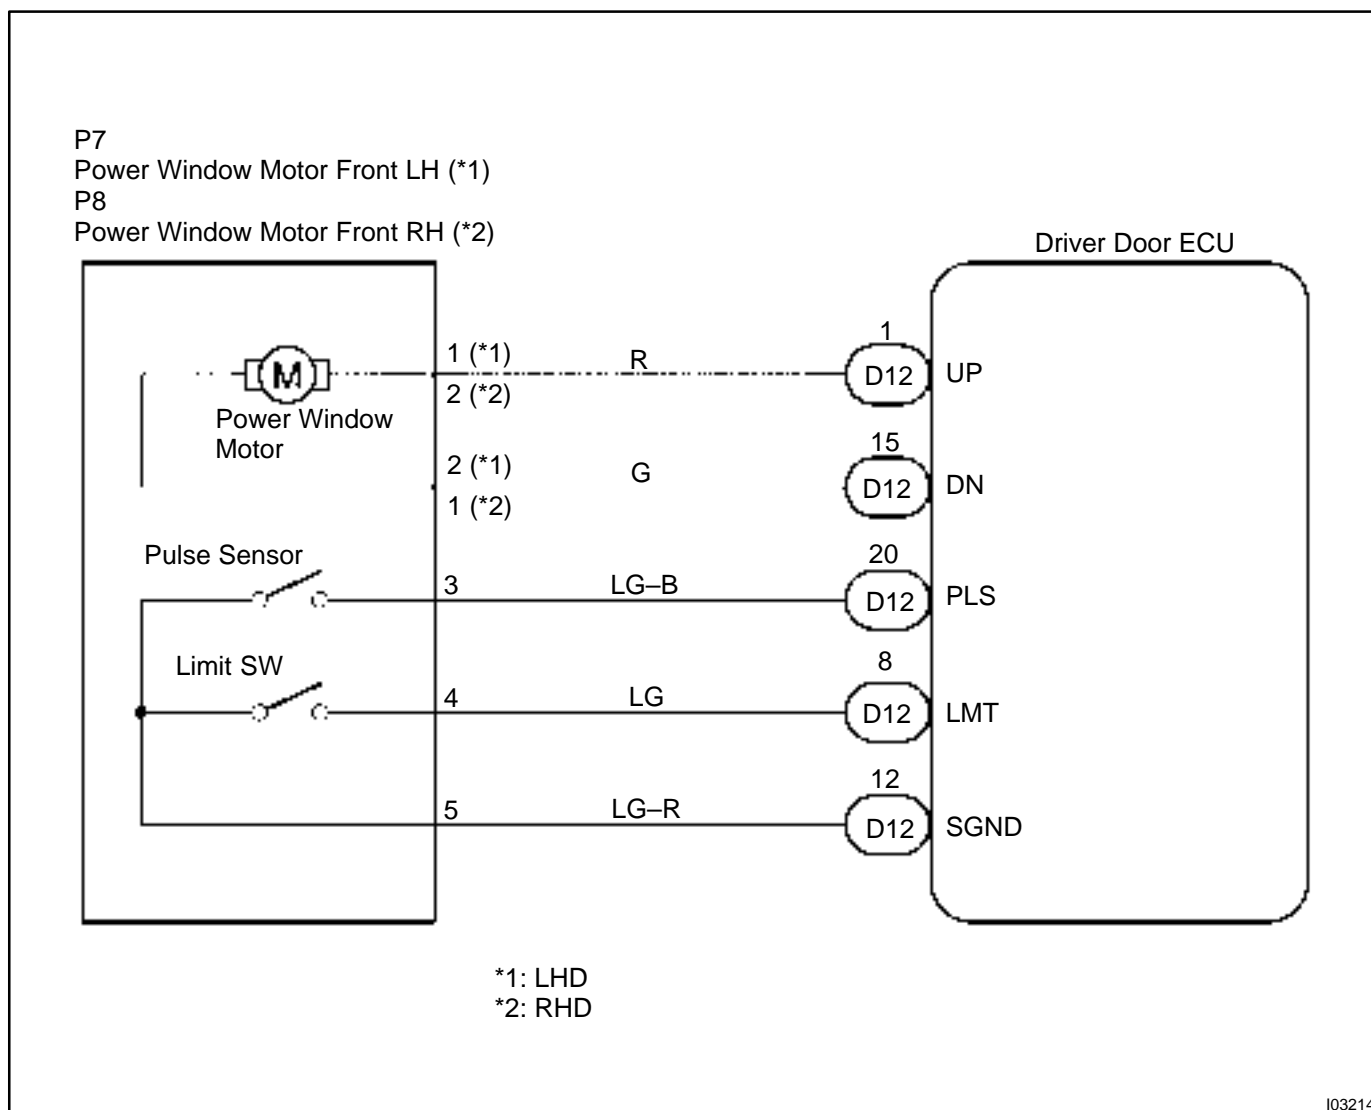 P7
Power Window Motor Front LH (*1)
P8
Power Window Motor Front RH (*2)
Driver Door ECU
M
Power Window
Motor
1 (*1)
2 (*2)
R
1
D12
UP
2 (*1)
1 (*2)
G
15
D12
DN
Pulse Sensor
3
LG–B
20
D12
PLS
Limit SW
4
LG
8
D12
LMT
5
LG–R
12
D12
SGND
*1: LHD
*2: RHD
I03214